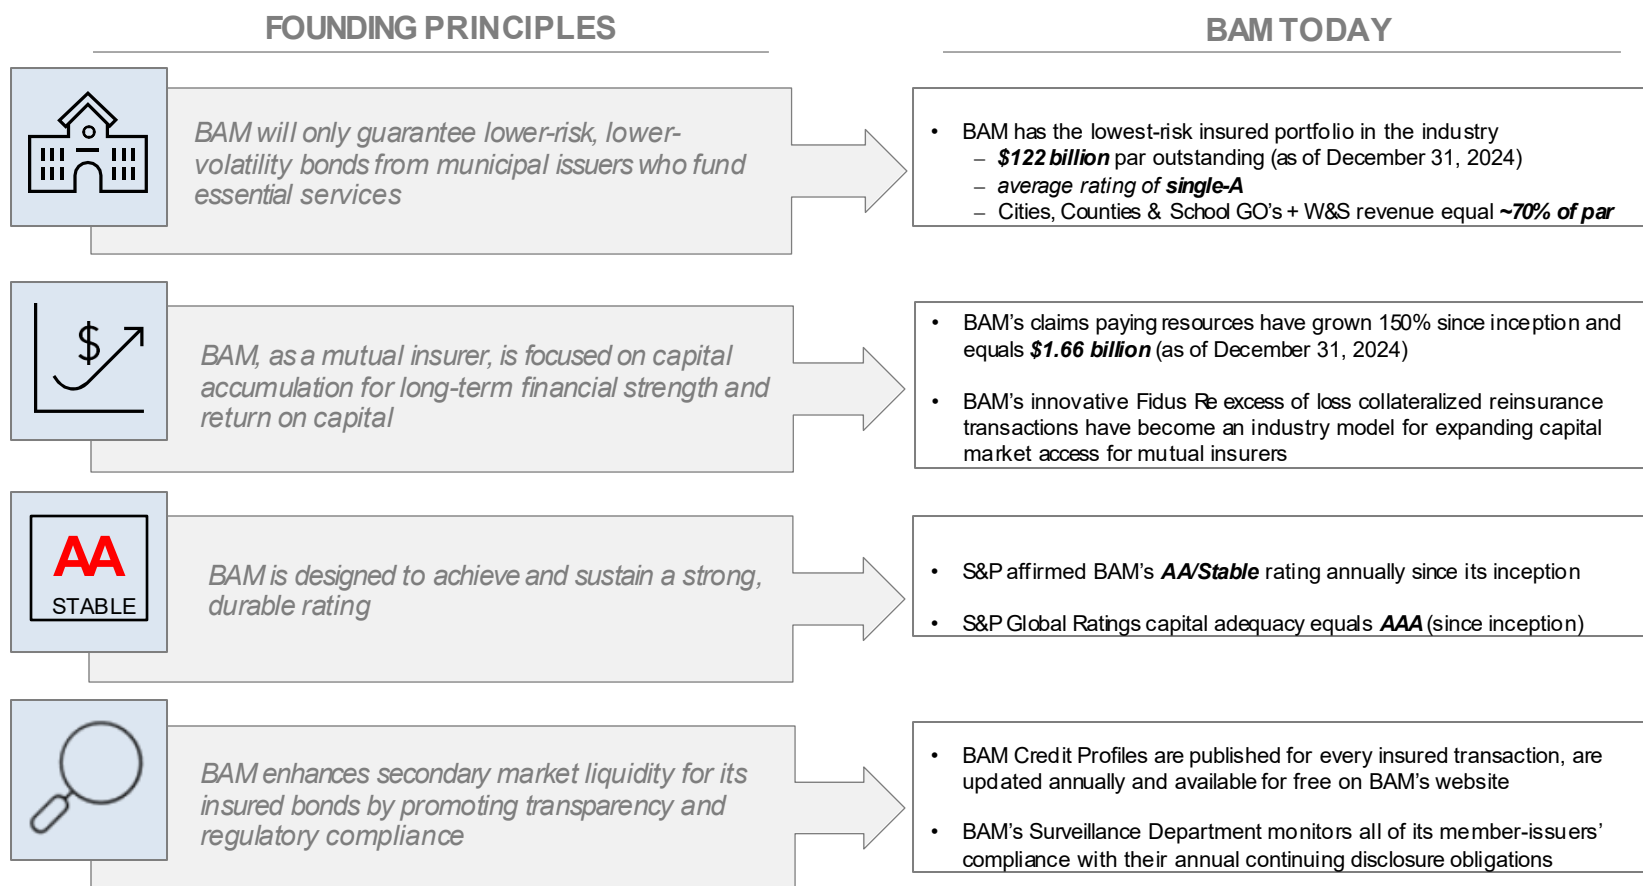 FOUNDING PRINCIPLES
BAM TODAY
BAM will only guarantee lower-risk, lower-
volatility bonds from municipal issuers who fund
essential services
• BAM has the lowest-risk insured portfolio in the industry
– $122 billion par outstanding (as of December 31, 2024)
– average rating of single-A
– Cities, Counties & School GO's + W&S revenue equal ~70% of par
$
BAM, as a mutual insurer, is focused on capital
accumulation for long-term financial strength and
return on capital
• BAM’s claims paying resources have grown 150% since inception and
equals $1.66 billion (as of December 31, 2024)
• BAM’s innovative Fidus Re excess of loss collateralized reinsurance
transactions have become an industry model for expanding capital
market access for mutual insurers
AA
STABLE
BAM is designed to achieve and sustain a strong,
durable rating
• S&P affirmed BAM’s AA/Stable rating annually since its inception
• S&P Global Ratings capital adequacy equals AAA (since inception)
BAM enhances secondary market liquidity for its
insured bonds by promoting transparency and
regulatory compliance
• BAM Credit Profiles are published for every insured transaction, are
updated annually and available for free on BAM’s website
• BAM’s Surveillance Department monitors all of its member-issuers’
compliance with their annual continuing disclosure obligations